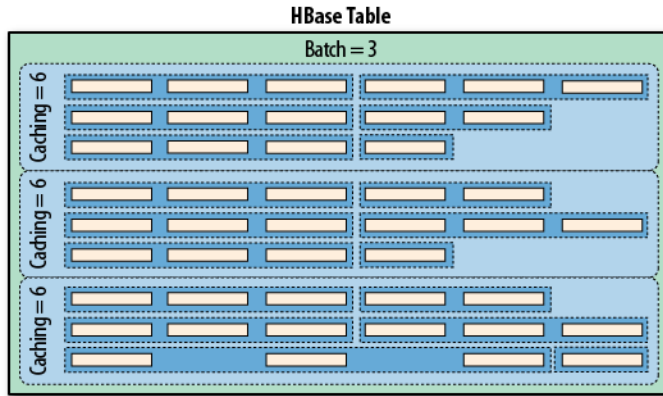 HBase Table
Batch = 3
Caching = 6
Caching = 6
Caching = 6